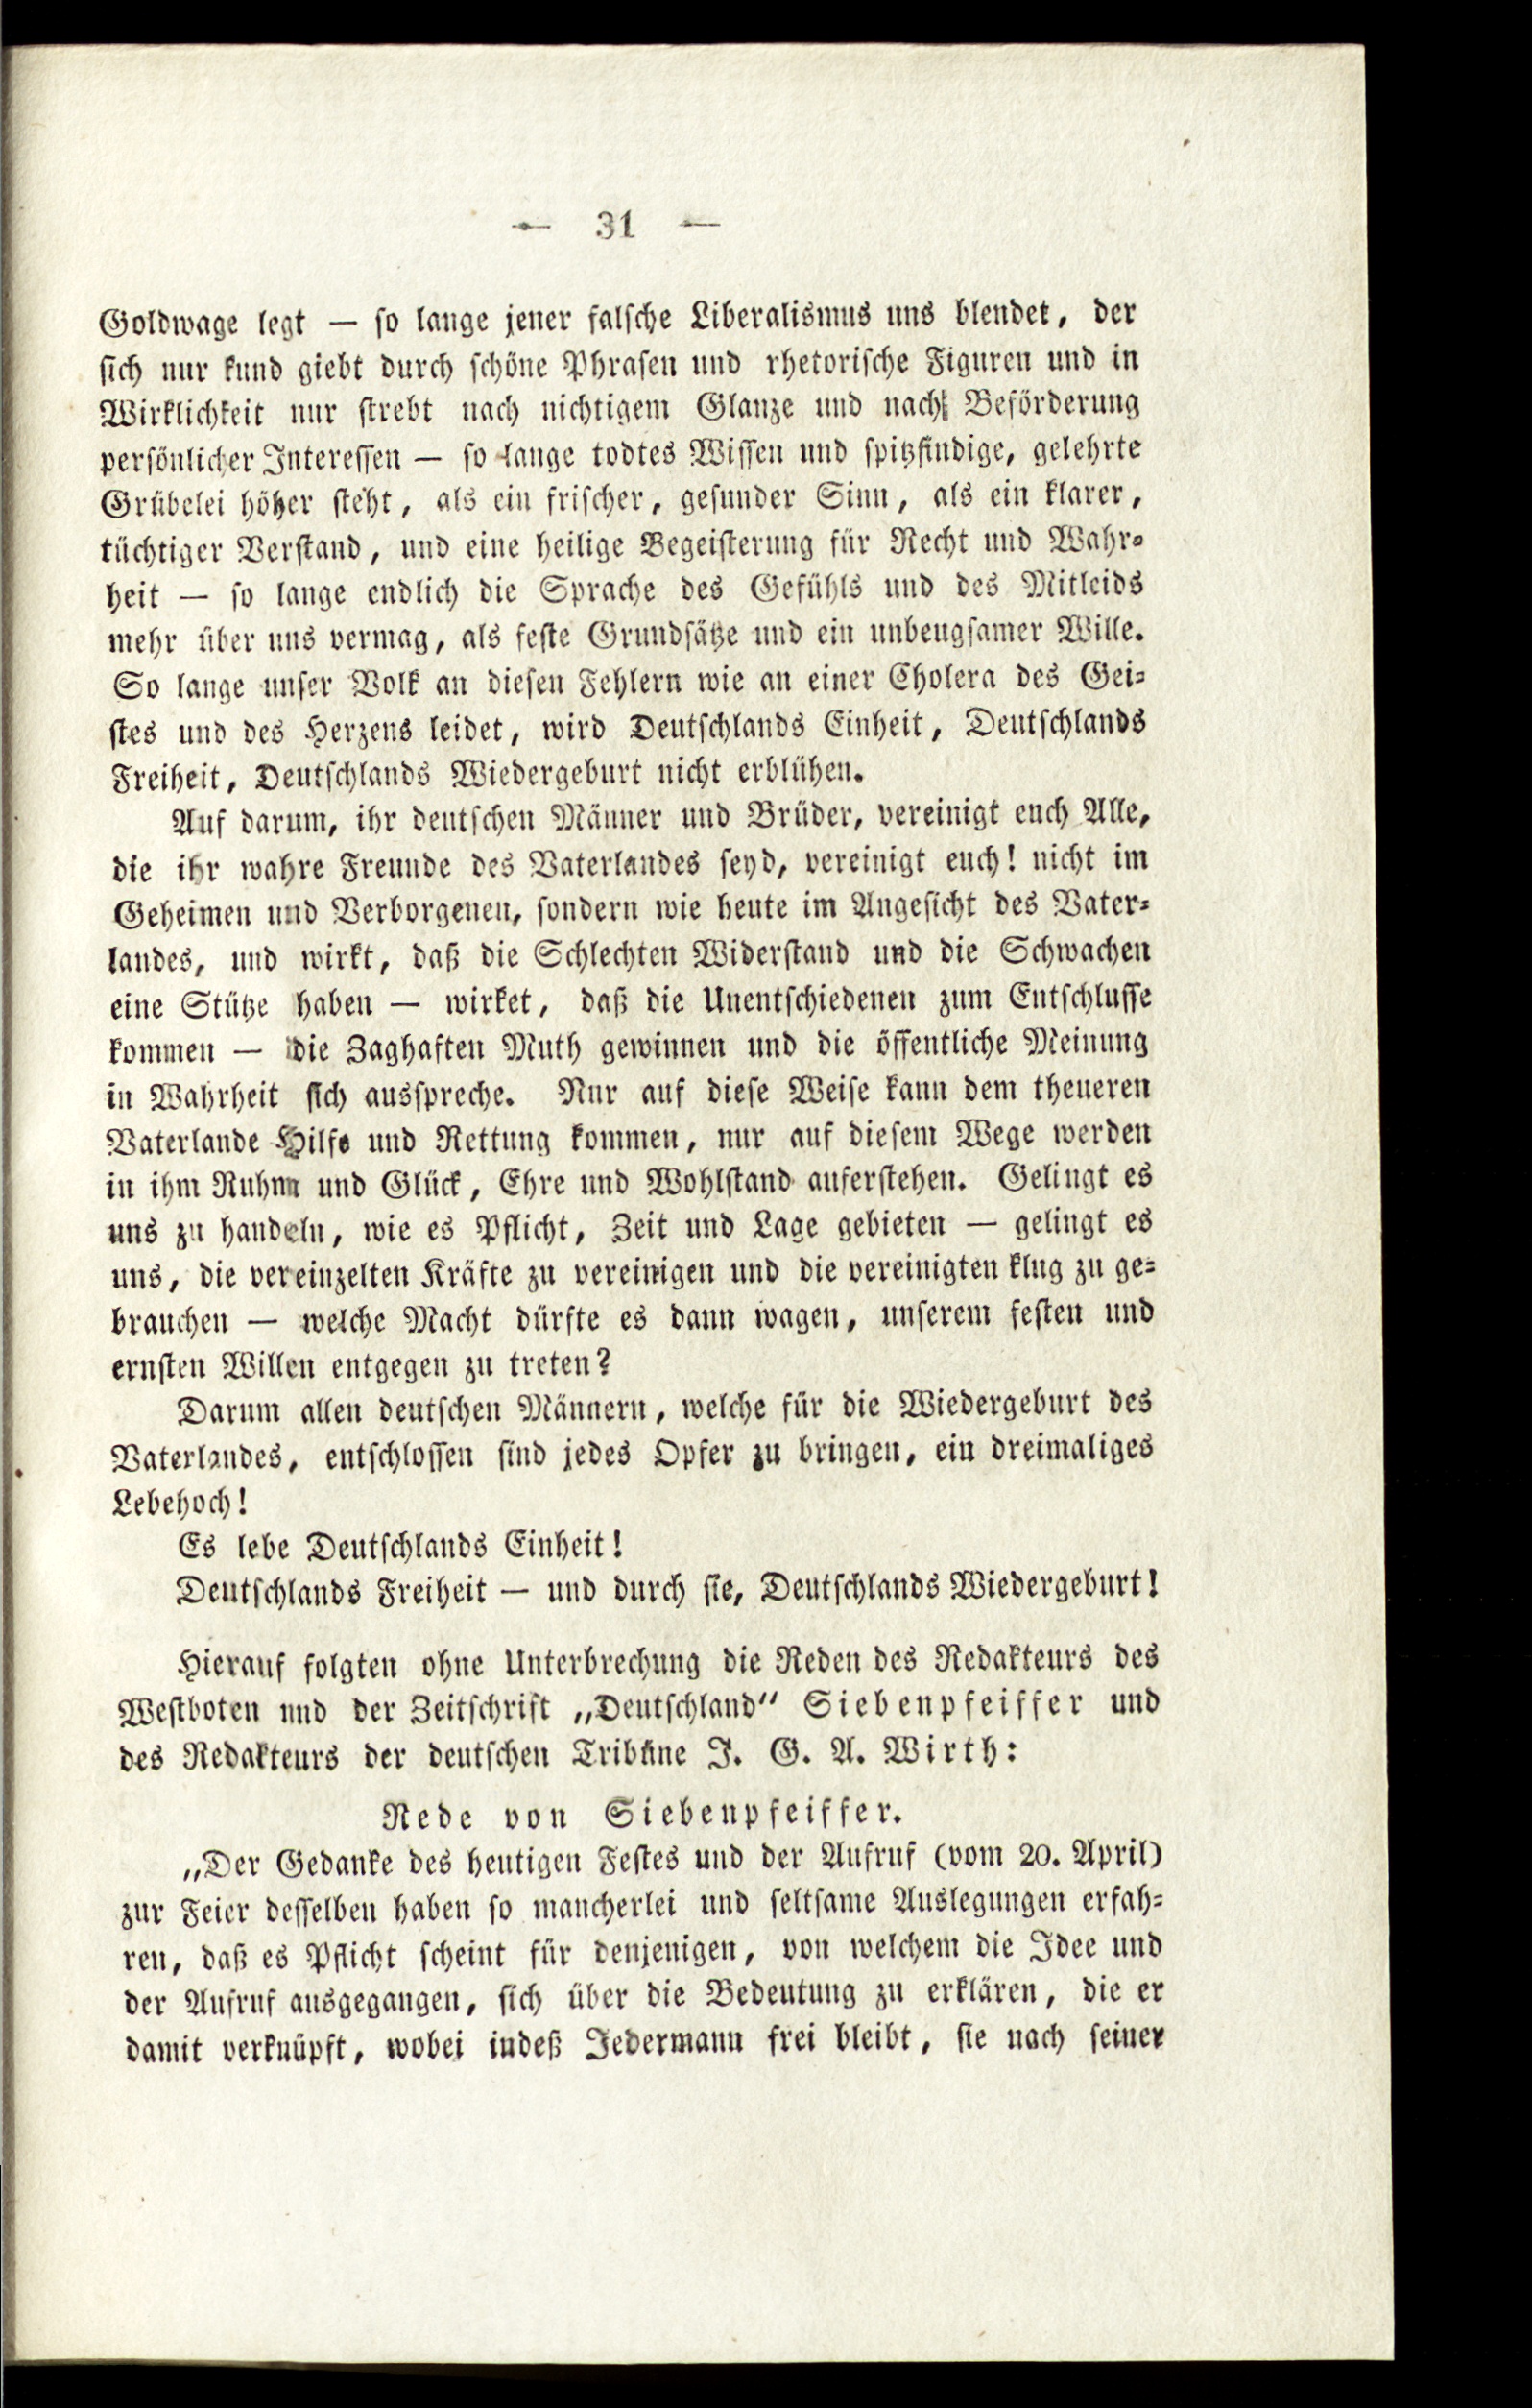 — 31 —
Goldwage legt — so lange jener falsche Liberalismus uns blendet, der
sich nur kund giebt durch schöne Phrasen und rhetorische Figuren und in
Wirklichkeit nur strebt nach nichtigem Glanze und nach Beförderung
persönlicher Interessen — so lange todtes Wissen und spitzfindige, gelehrte
Grübelei höher steht, als ein frischer, gesunder Sinn, als ein klarer,
tüchtiger Verstand, und eine heilige Begeisterung für Recht und Wahr-
heit — so lange endlich die Sprache des Gefühls und des Mitleids
mehr über uns vermag, als feste Grundsätze und ein unbeugsamer Wille.
So lange unser Volk an diesen Fehlern wie an einer Cholera des Gei-
stes und des Herzens leidet, wird Deutschlands Einheit, Deutschlands
Freiheit, Deutschlands Wiedergeburt nicht erblühen.
Auf darum, ihr deutschen Männer und Brüder, vereinigt euch Alle,
die ihr wahre Freunde des Vaterlandes seyd, vereinigt euch! nicht im
Geheimen und Verborgenen, sondern wie heute im Angesicht des Vater-
landes, und wirkt, daß die Schlechten Widerstand und die Schwachen
eine Stütze haben — wirket, daß die Unentschiedenen zum Entschlusse
kommen — die Zaghaften Muth gewinnen und die öffentliche Meinung
in Wahrheit sich ausspreche. Nur auf diese Weise kann dem theueren
Vaterlande Hilfe und Rettung kommen, nur auf diesem Wege werden
in ihm Ruhm und Glück, Ehre und Wohlstand auferstehen. Gelingt es
uns zu handeln, wie es Pflicht, Zeit und Lage gebieten — gelingt es
uns, die vereinzelten Kräfte zu vereinigen und die vereinigten klug zu ge-
brauchen — welche Macht dürfte es dann wagen, unserem festen und
ernsten Willen entgegen zu treten?
Darum allen deutschen Männern, welche für die Wiedergeburt des
Vaterlandes, entschlossen sind jedes Opfer zu bringen, ein dreimaliges
Lebehoch!
Es lebe Deutschlands Einheit!
Deutschlands Freiheit — und durch sie, Deutschlands Wiedergeburt!
Hierauf folgten ohne Unterbrechung die Reden des Redakteurs des
Westboten und der Zeitschrift „Deutschland“ Siebenpfeiffer und
des Redakteurs der deutschen Tribüne J. G. A. Wirth:
Rede von Siebenpfeiffer.
„Der Gedanke des heutigen Festes und der Aufruf (vom 20. April)
zur Feier desselben haben so mancherlei und seltsame Auslegungen erfah-
ren, daß es Pflicht scheint für denjenigen, von welchem die Idee und
der Aufruf ausgegangen, sich über die Bedeutung zu erklären, die er
damit verknüpft, wobei indeß Jedermann frei bleibt, sie nach seiner